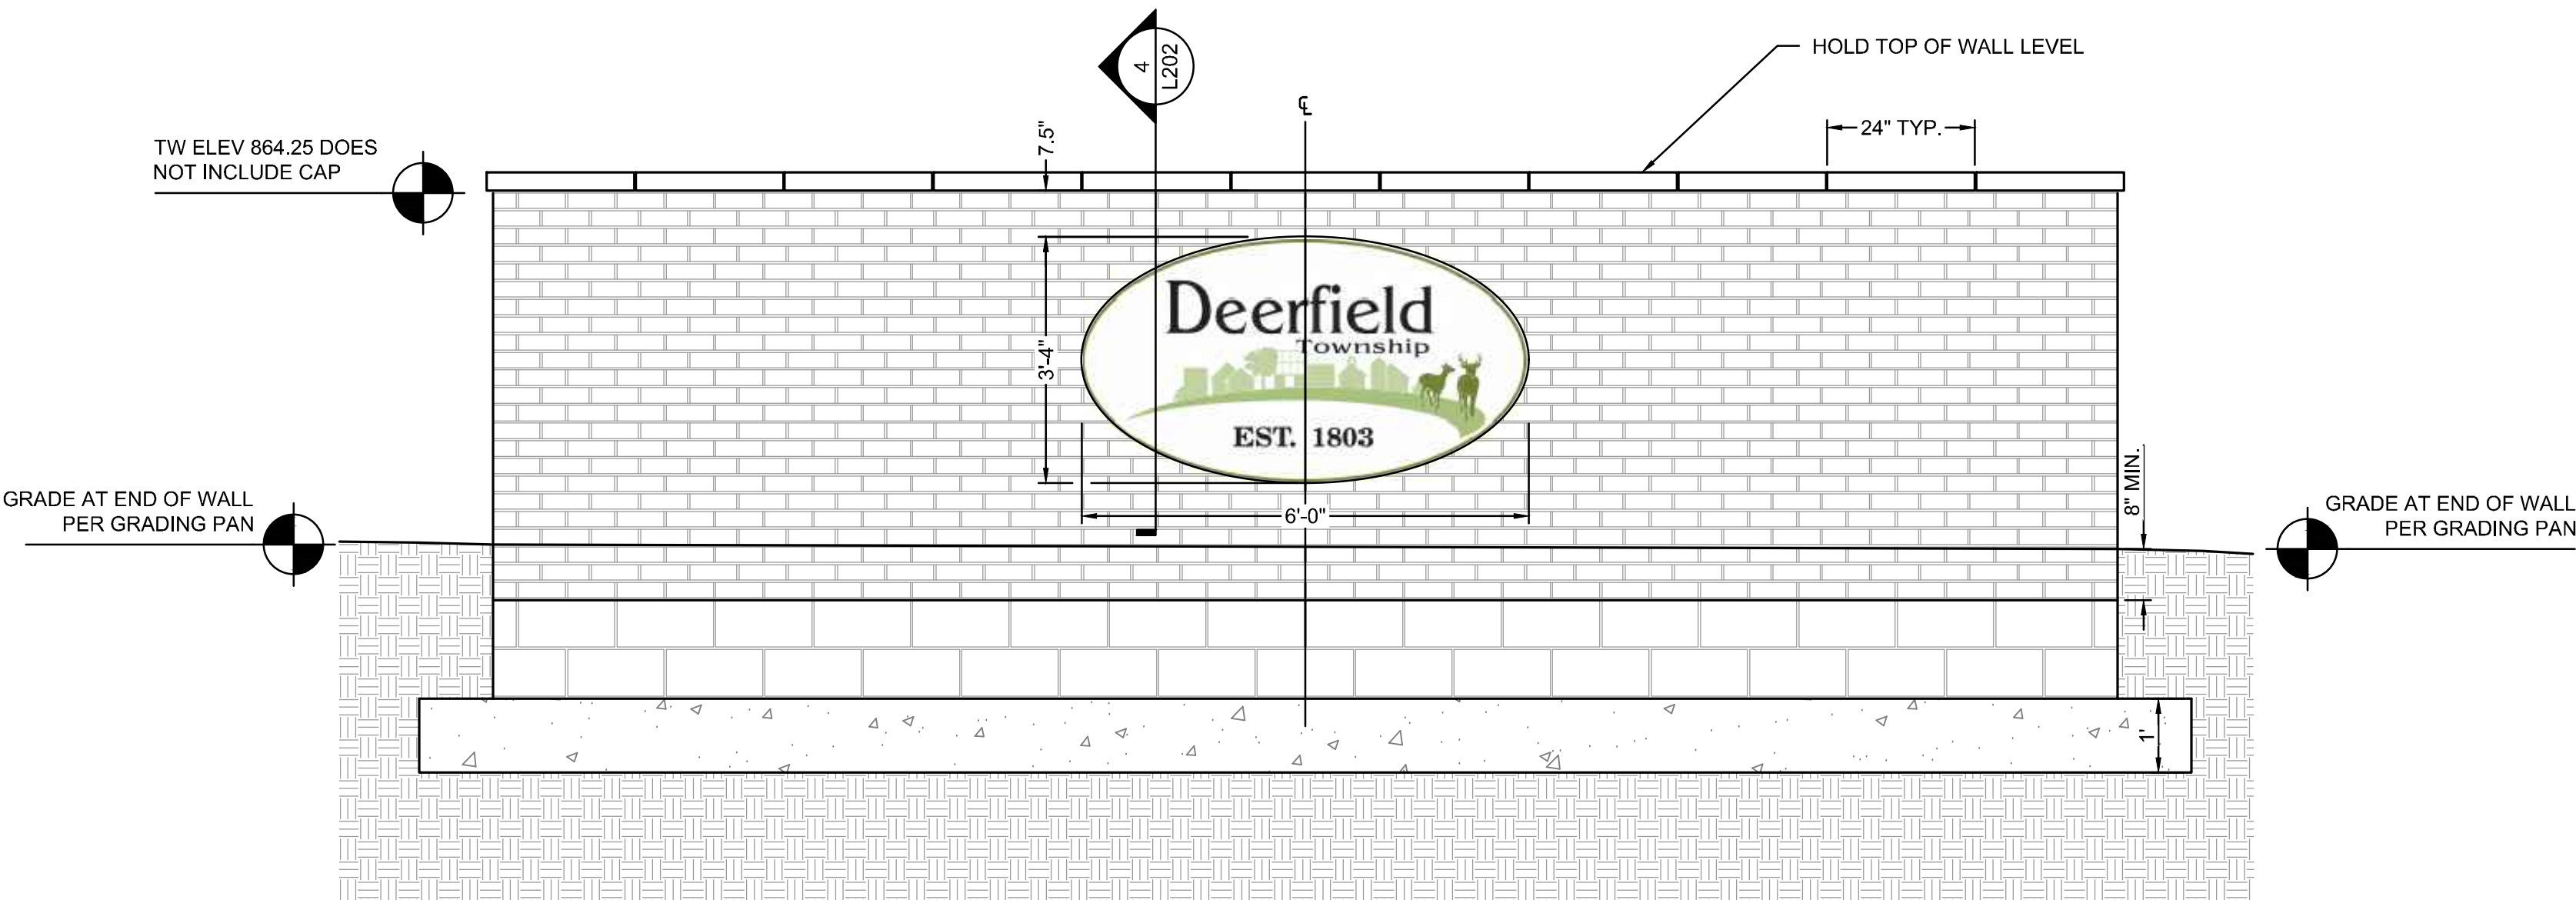 4
L202
HOLD TOP OF WALL LEVEL
℄
7.5"
24" TYP.
TW ELEV 864.25 DOES
NOT INCLUDE CAP
Deerfield
Township
3'-4"
EST. 1803
8" MIN.
GRADE AT END OF WALL
PER GRADING PAN
GRADE AT END OF WALL
PER GRADING PAN
6'-0"
1'